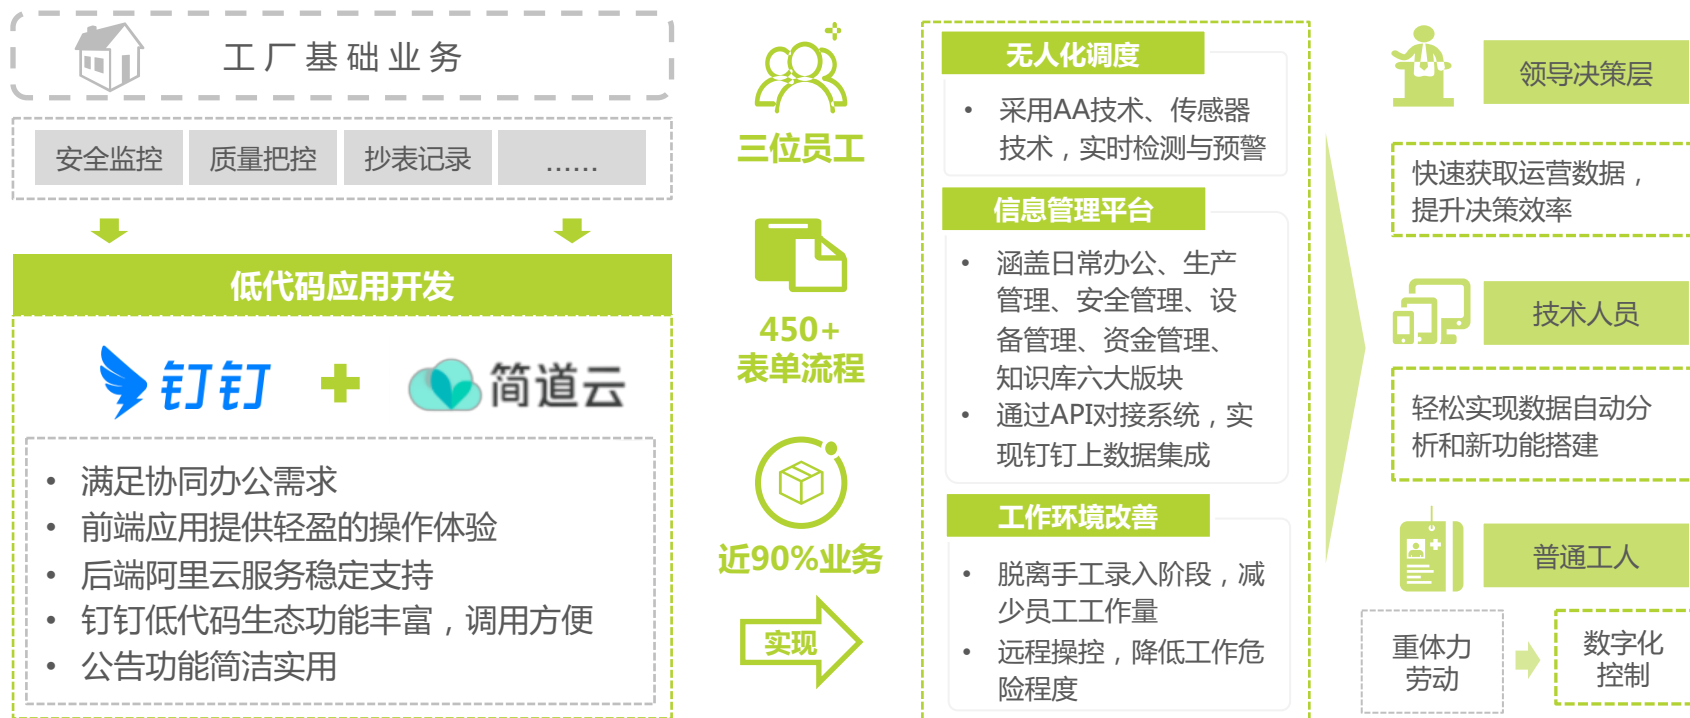 工厂基础业务
安全监控
质量把控
抄表记录
......
低代码应用开发
钉钉
简道云
• 满足协同办公需求
• 前端应用提供轻盈的操作体验
• 后端阿里云服务稳定支持
• 钉钉低代码生态功能丰富，调用方便
• 公告功能简洁实用
三位员工
450+
表单流程
近90%业务
实现
无人化调度
• 采用AA技术、传感器
技术，实时检测与预警
信息管理平台
• 涵盖日常办公、生产
管理、安全管理、设
备管理、资金管理、
知识库六大版块
• 通过API对接系统，实
现钉钉上数据集成
工作环境改善
• 脱离手工录入阶段，减
少员工工作量
• 远程操控，降低工作危
险程度
领导决策层
快速获取运营数据，
提升决策效率
技术人员
轻松实现数据自动分
析和新功能搭建
普通工人
重体力
劳动
数字化
控制